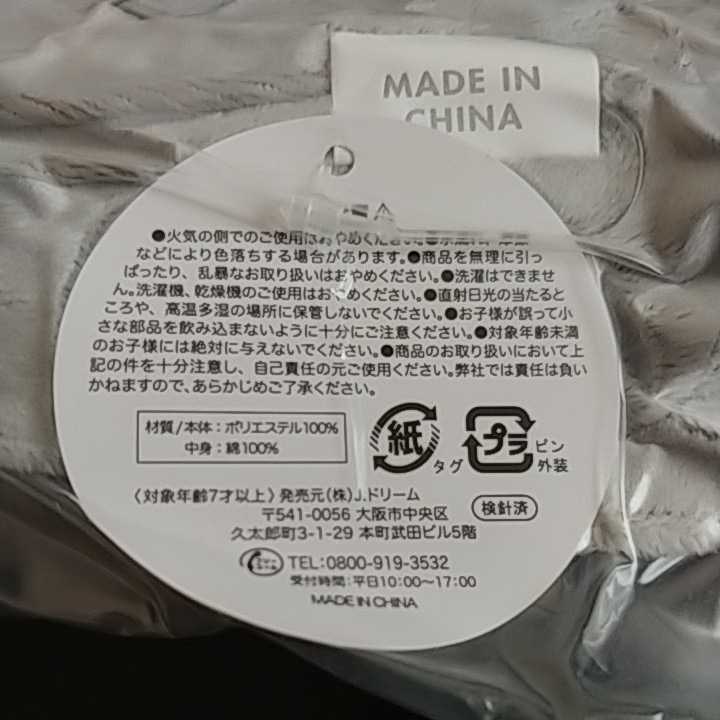 MADE IN
CHINA
●火気の側でのご使用はおやめください。●
などにより色落ちする場合があります。●商品を無理に引っ
ぱったり、乱暴なお取り扱いはおやめください。●洗濯はできませ
ん。洗濯機、乾燥機のご使用はおやめください。●直射日光の当たると
ころや、高温多湿の場所に保管しないでください。●お子様が誤って小
さな部品を飲み込まないように十分にご注意ください。●対象年齢未満
のお子様には絶対に与えないでください。●商品のお取り扱いにおいて上
記の件を十分注意し、自己責任の元ご使用ください。弊社では責任は負い
かねますので、あらかじめご了承ください。
材質/本体：ポリエステル100%
中身：綿100%
紙
タグ
プラ
ピン
外装
〈対象年齢7才以上〉発売元(株)J.ドリーム
〒541-0056 大阪市中央区
久太郎町3-1-29 本町武田ビル5階
検針済
TEL:0800-919-3532
受付時間:平日10:00〜17:00
MADE IN CHINA